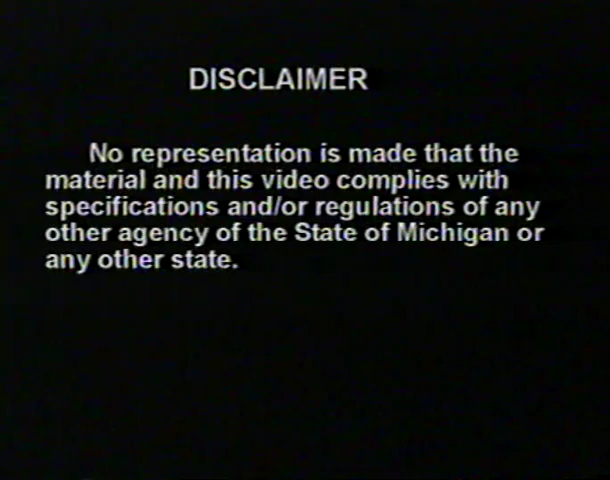 DISCLAIMER
No representation is made that the
material and this video complies with
specifications and/or regulations of any
other agency of the State of Michigan or
any other state.